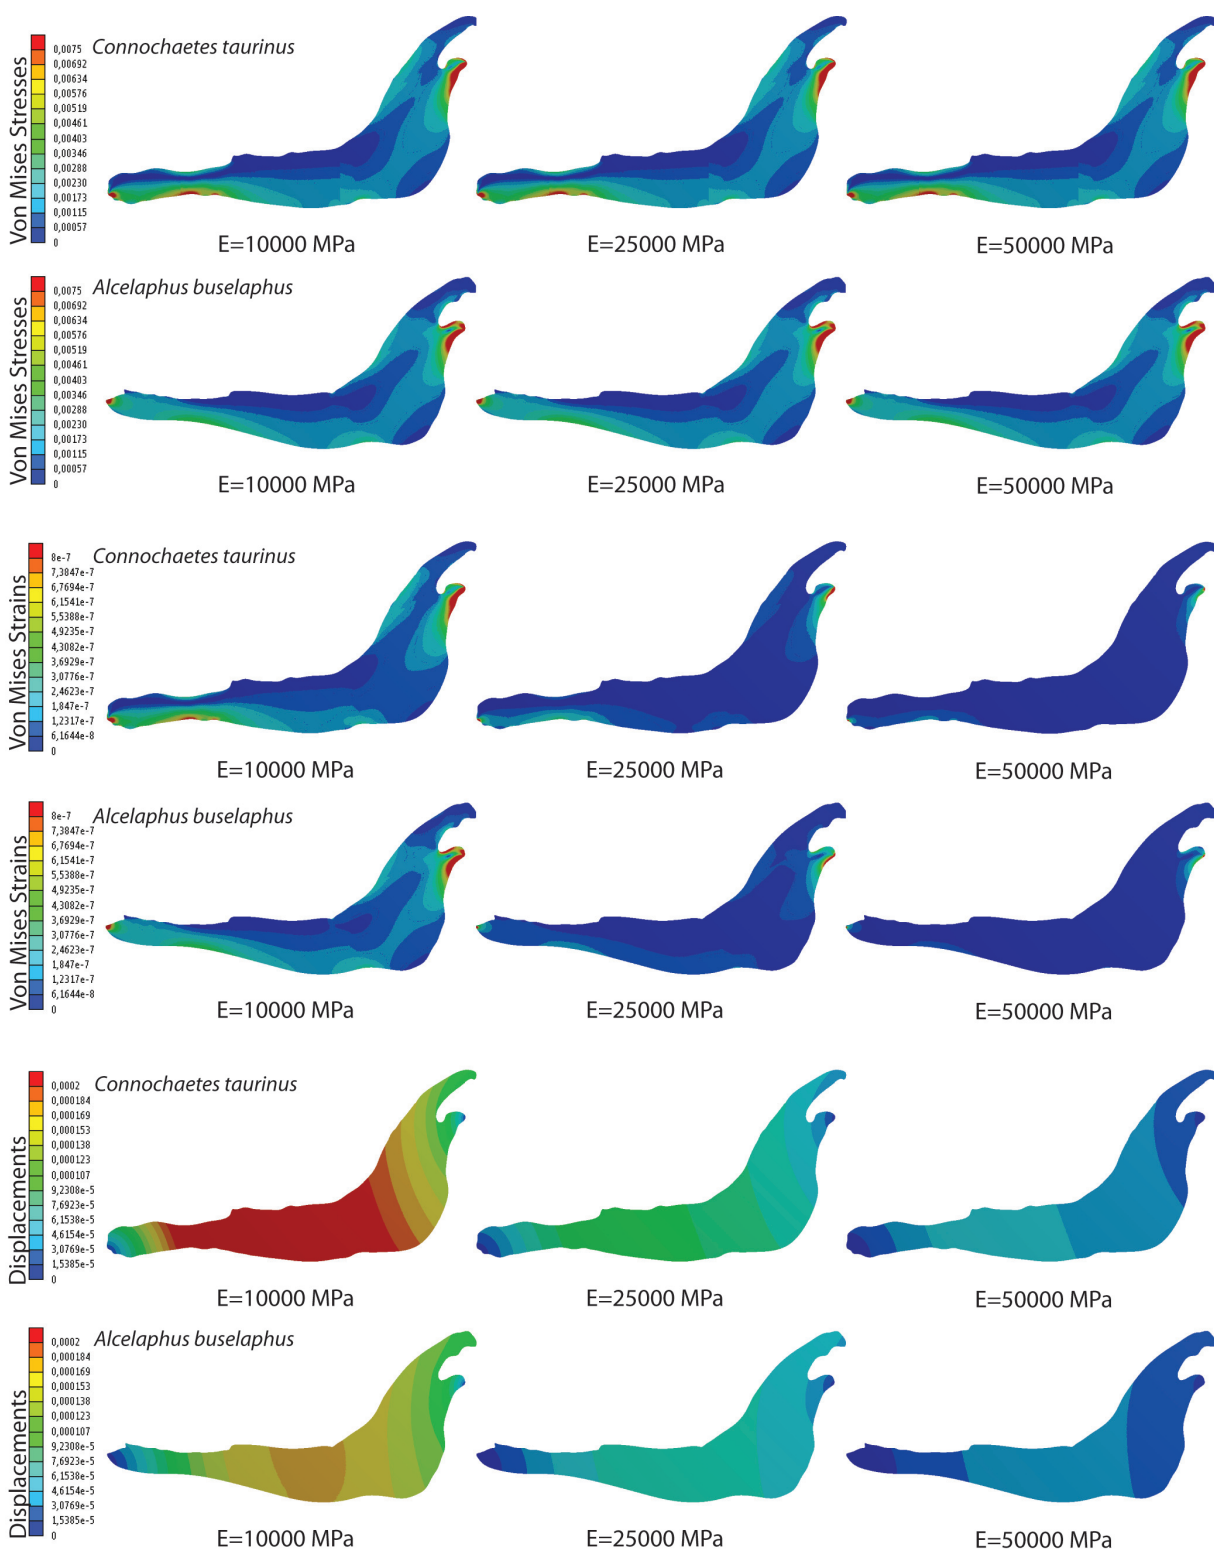 Connochaetes taurinus
Von Mises Stresses
0,0075
0,00692
0,00634
0,00576
0,00519
0,00461
0,00403
0,00346
0,00288
0,00230
0,00173
0,00115
0,00057
0
E=10000 MPa
E=25000 MPa
E=50000 MPa
Alcelaphus buselaphus
Von Mises Stresses
0,0075
0,00692
0,00634
0,00576
0,00519
0,00461
0,00403
0,00346
0,00288
0,00230
0,00173
0,00115
0,00057
0
E=10000 MPa
E=25000 MPa
E=50000 MPa
Connochaetes taurinus
Von Mises Strains
8e-7
7,3847e-7
6,7694e-7
6,1541e-7
5,5388e-7
4,9235e-7
4,3082e-7
3,6929e-7
3,0776e-7
2,4623e-7
1,847e-7
1,2317e-7
6,1644e-8
0
E=10000 MPa
E=25000 MPa
E=50000 MPa
Alcelaphus buselaphus
Von Mises Strains
8e-7
7,3847e-7
6,7694e-7
6,1541e-7
5,5388e-7
4,9235e-7
4,3082e-7
3,6929e-7
3,0776e-7
2,4623e-7
1,847e-7
1,2317e-7
6,1644e-8
0
E=10000 MPa
E=25000 MPa
E=50000 MPa
Connochaetes taurinus
Displacements
0,0002
0,000184
0,000169
0,000153
0,000138
0,000123
0,000107
9,2308e-5
7,6923e-5
6,1538e-5
4,6154e-5
3,0769e-5
1,5385e-5
0
E=10000 MPa
E=25000 MPa
E=50000 MPa
Alcelaphus buselaphus
Displacements
0,0002
0,000184
0,000169
0,000153
0,000138
0,000123
0,000107
9,2308e-5
7,6923e-5
6,1538e-5
4,6154e-5
3,0769e-5
1,5385e-5
0
E=10000 MPa
E=25000 MPa
E=50000 MPa